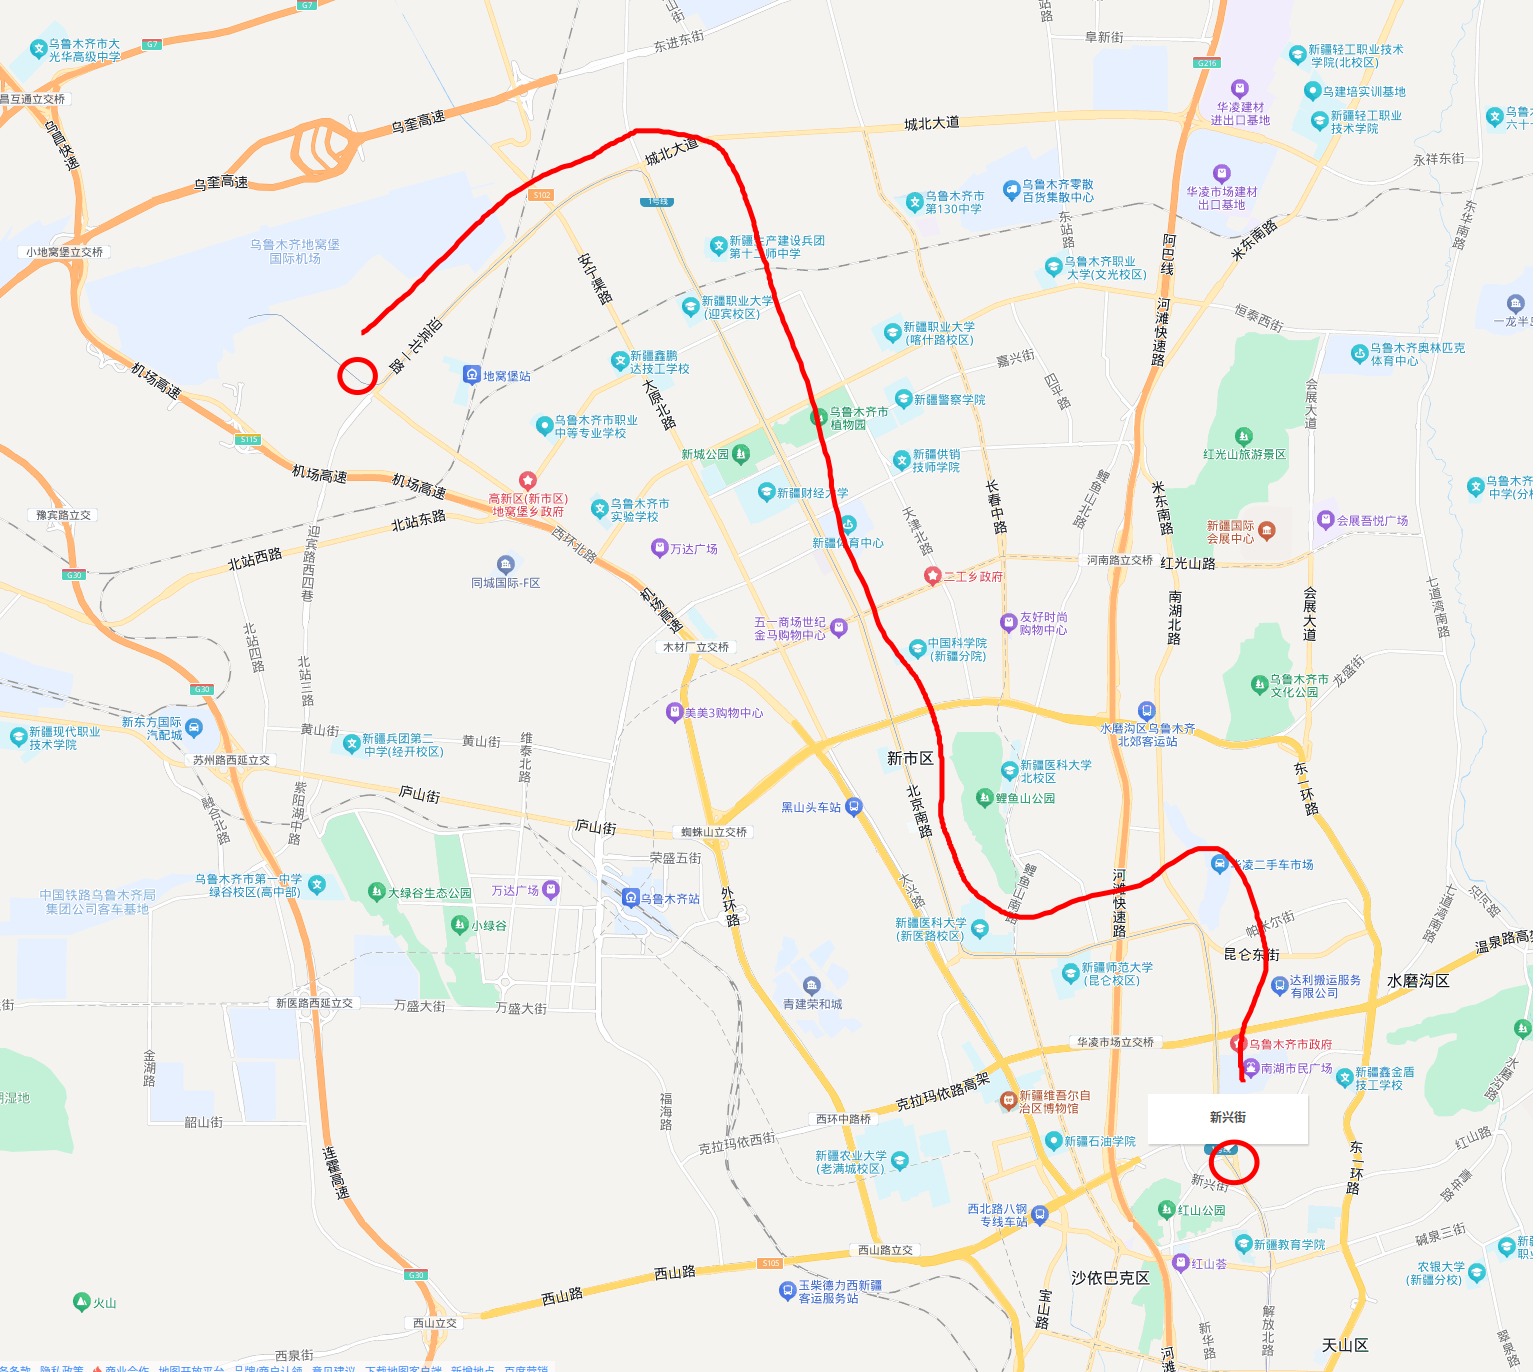 G7
G7
乌鲁木齐市大
光华高级中学
东进东街
阜新街
G216
新疆轻工职业技术
学院(北校区)
乌建培实训基地
华凌建材
进出口基地
新疆轻工职业
技术学院
昌互通立交桥
乌昌快速
乌奎高速
城北大道
城北大道
永祥东街
乌奎高速
S102
1号线
乌鲁木齐市
第130中学
乌鲁木齐零散
百货集散中心
华凌市场建材
出口基地
东华南路
东站路
小地窝堡立交桥
乌鲁木齐地窝堡
国际机场
新疆生产建设兵团
第十二师中学
安宁渠路
阿巴线
米东南路
乌鲁木齐职业
大学(文光校区)
新疆职业大学
(迎宾校区)
河滩快速路
恒泰西街
一龙半岛
迎宾北一路
新疆职业大学
(喀什路校区)
嘉兴街
乌鲁木齐奥林匹克
体育中心
机场高速
地窝堡站
新疆鑫鹏
达技工学校
太原北路
四平路
会展大道
新疆警察学院
乌鲁木齐市
植物园
乌鲁木齐市职业
中等专业学校
S115
新城公园
新疆供销
技师学院
红光山旅游景区
机场高速
机场高速
高新区(新市区)
地窝堡乡政府
新疆财经大学
长春中路
鲤鱼山北路
米东南路
豫宾路立交
北站东路
乌鲁木齐市
实验学校
天津北路
新疆国际
会展中心
会展吾悦广场
迎宾路西四巷
西环北路
万达广场
新疆体育中心
北站西路
G30
同城国际-F区
二工乡政府
河南路立交桥
红光山路
机场高速
南湖北路
会展大道
七道湾南路
五一商场世纪
金马购物中心
友好时尚
购物中心
北站四路
木材厂立交桥
中国科学院
(新疆分院)
北站三路
G30
乌鲁木齐市
文化公园
龙盛街
美美3购物中心
新东方国际
汽配城
新疆现代职业
技术学院
黄山街
新疆兵团第二
中学(经开校区)
黄山街
维泰北路
水磨沟区乌鲁木齐
北郊客运站
苏州路西延立交
新市区
新疆医科大学
北校区
东一环路
融合北路
紫阳湖中路
庐山街
庐山街
黑山头车站
北京南路
鲤鱼山公园
蜘蛛山立交桥
荣盛五街
乌鲁木齐市第一中学
绿谷校区(高中部)
中国铁路乌鲁木齐局
集团公司客车基地
大绿谷生态公园
万达广场
乌鲁木齐站
外环路
太兴路
鲤鱼山南路
河滩快速路
华凌二手车市场
小绿谷
新疆医科大学
(新医路校区)
帕米尔街
七道湾南路
沿河路
温泉路高架
昆仑东街
新疆师范大学
(昆仑校区)
达利搬运服务
有限公司
水磨沟区
青建荣和城
新医路西延立交
万盛大街
万盛大街
华凌市场立交桥
乌鲁木齐市政府
南湖市民广场
金湖路
新疆鑫金盾
技工学校
水磨沟路
克拉玛依路高架
新疆维吾尔自
治区博物馆
韶山街
福海路
西环中路桥
新兴街
克拉玛依西街
新疆石油学院
红山路
新疆农业大学
(老满城校区)
连霍高速
东一环路
新兴街
青年路
西北路八钢
专线车站
红山公园
碱泉三街
西山路立交
新疆教育学院
S105
红山荟
农银大学
(新疆分校)
G30
西山路
西山路
沙依巴克区
玉柴德力西新疆
客运服务站
火山
宝山路
西山立交
新华路
解放北路
翠泉路
天山区
西泉街
河滩